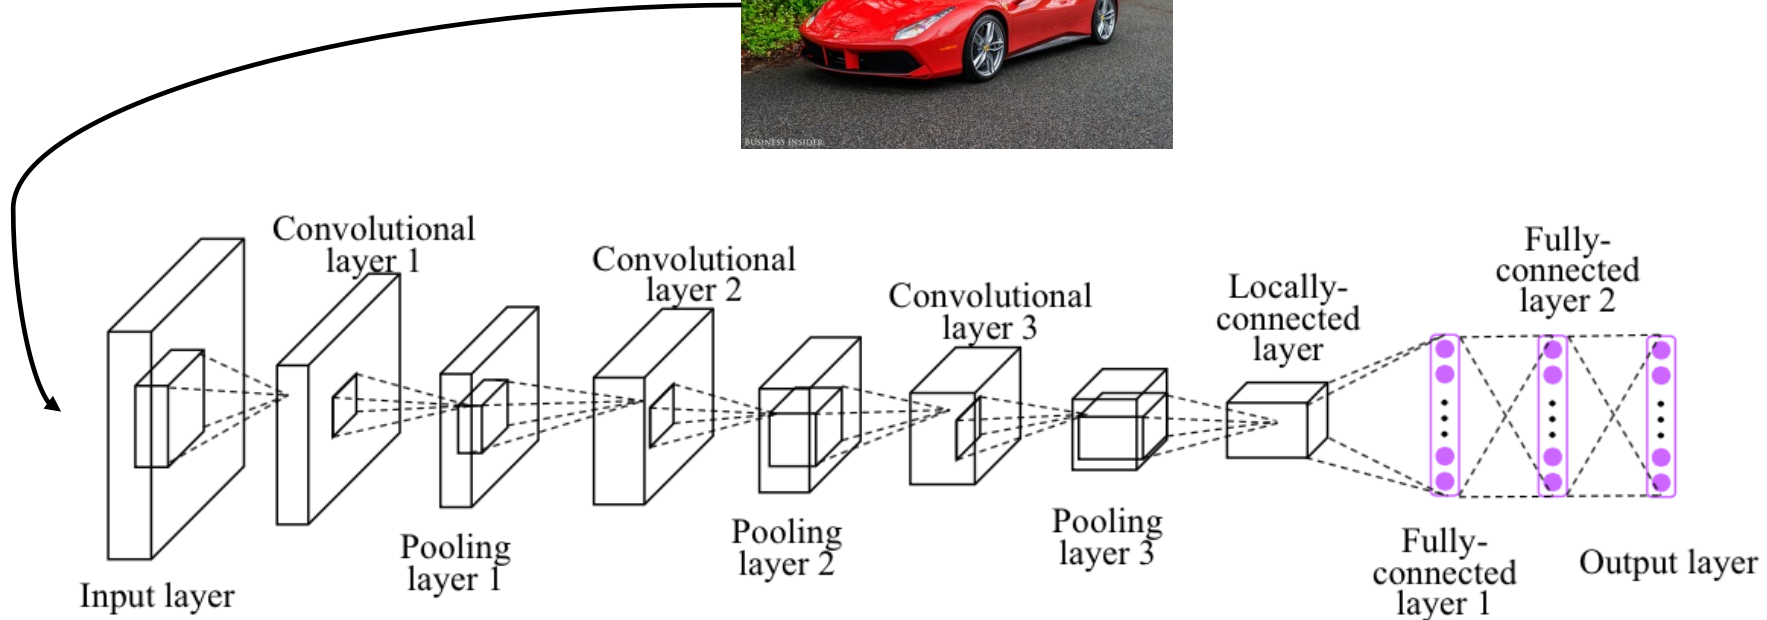 BUSINESS INSIDER
Convolutional
layer 1
Convolutional
layer 2
Convolutional
layer 3
Locally-
connected
layer
Fully-
connected
layer 2
Input layer
Pooling
layer 1
Pooling
layer 2
Pooling
layer 3
Fully-
connected
layer 1
Output layer